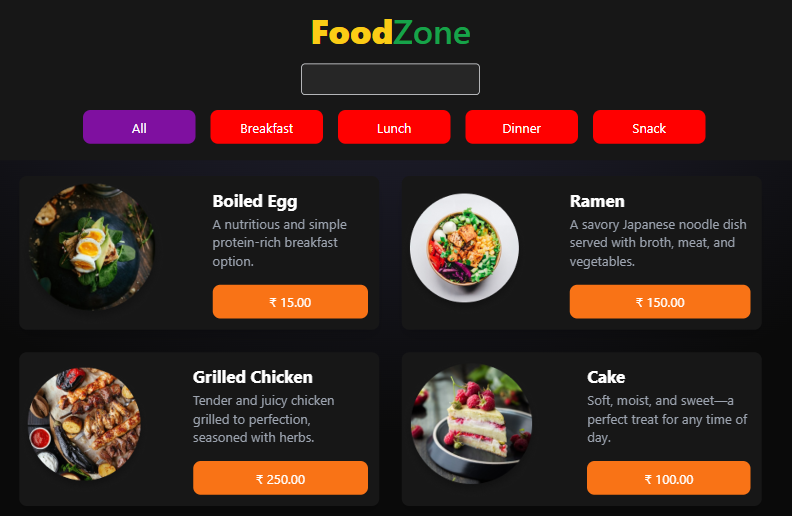 FoodZone
All Breakfast Lunch Dinner Snack
Boiled Egg
A nutritious and simple
protein-rich breakfast
option.
₹ 15.00
Ramen
A savory Japanese noodle dish
served with broth, meat, and
vegetables.
₹ 150.00
Grilled Chicken
Tender and juicy chicken
grilled to perfection,
seasoned with herbs.
₹ 250.00
Cake
Soft, moist, and sweet—a
perfect treat for any time of
day.
₹ 100.00